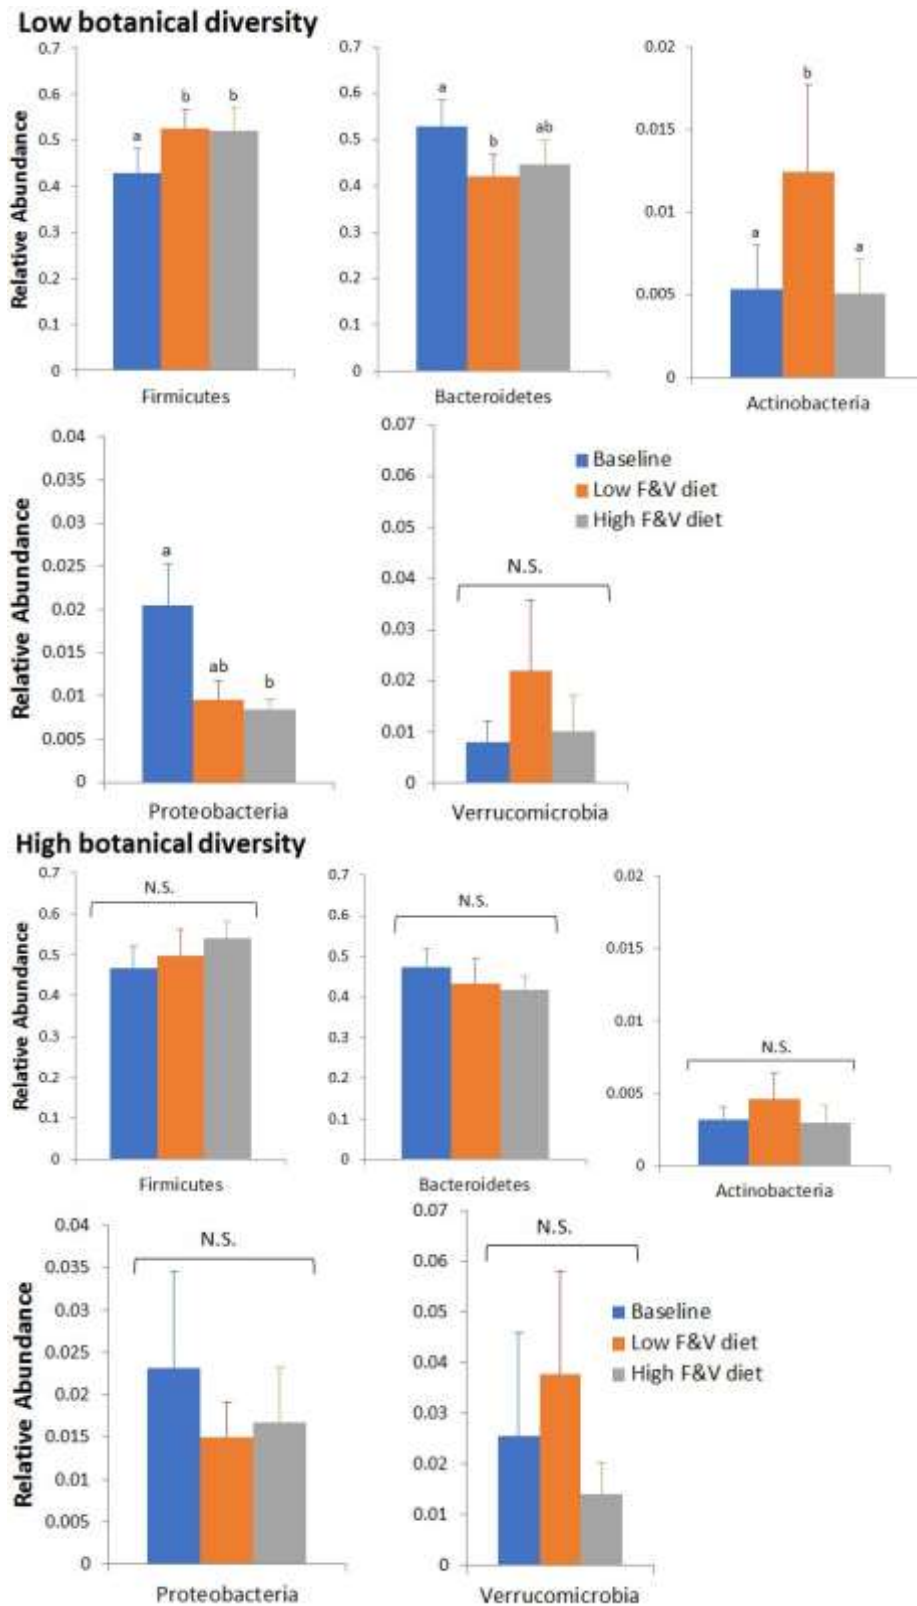 Low botanical diversity
Relative Abundance
0.7
0.6
0.5
0.4
0.3
0.2
0.1
0
a
b
b
Firmicutes
0.7
0.6
0.5
0.4
0.3
0.2
0.1
0
a
b
ab
Bacteroidetes
0.02
0.015
0.01
0.005
0
a
b
a
Actinobacteria
Relative Abundance
0.04
0.035
0.03
0.025
0.02
0.015
0.01
0.005
0
a
ab
b
Proteobacteria
0.07
0.06
0.05
0.04
0.03
0.02
0.01
0
N.S.
Verrucomicrobia
Baseline
Low F&V diet
High F&V diet
High botanical diversity
Relative Abundance
0.7
0.6
0.5
0.4
0.3
0.2
0.1
0
N.S.
Firmicutes
0.7
0.6
0.5
0.4
0.3
0.2
0.1
0
N.S.
Bacteroidetes
0.02
0.015
0.01
0.005
0
N.S.
Actinobacteria
Relative Abundance
0.04
0.035
0.03
0.025
0.02
0.015
0.01
0.005
0
N.S.
Proteobacteria
0.07
0.06
0.05
0.04
0.03
0.02
0.01
0
N.S.
Verrucomicrobia
Baseline
Low F&V diet
High F&V diet